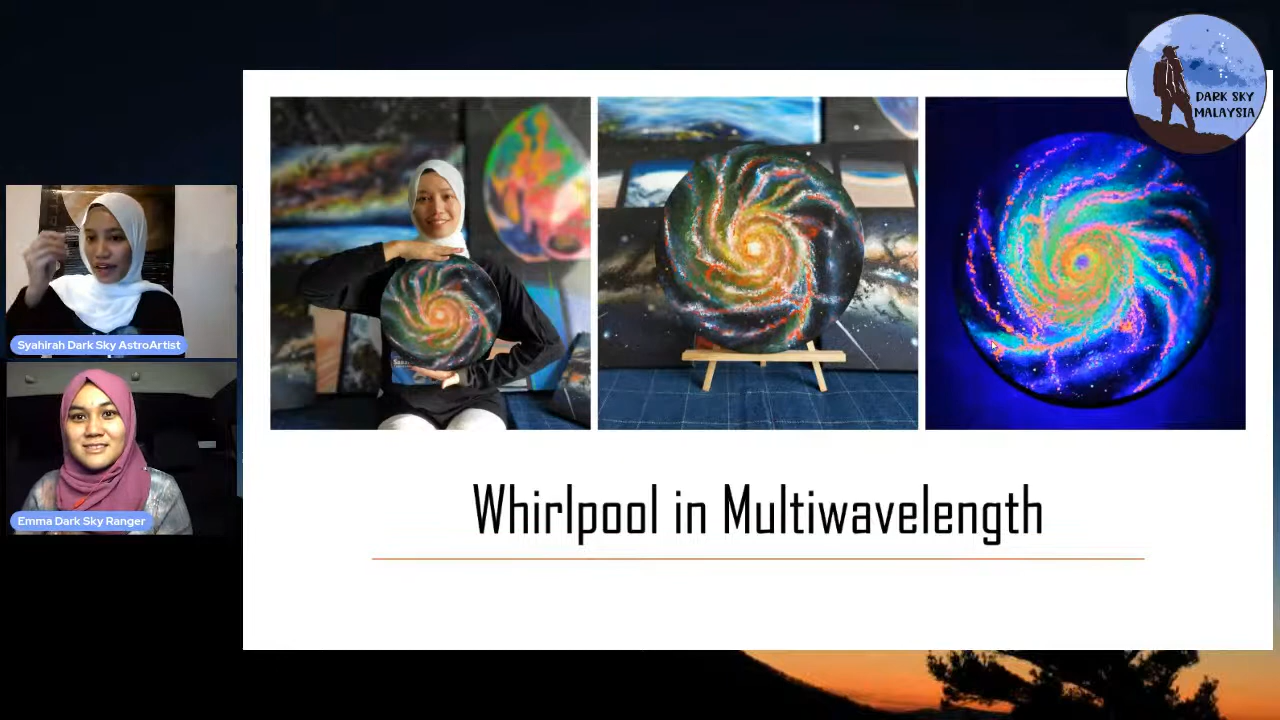 DARK SKY
MALAYSIA
Syahirah Dark Sky AstroArtist
Emma Dark Sky Ranger
Whirlpool in Multiwavelength